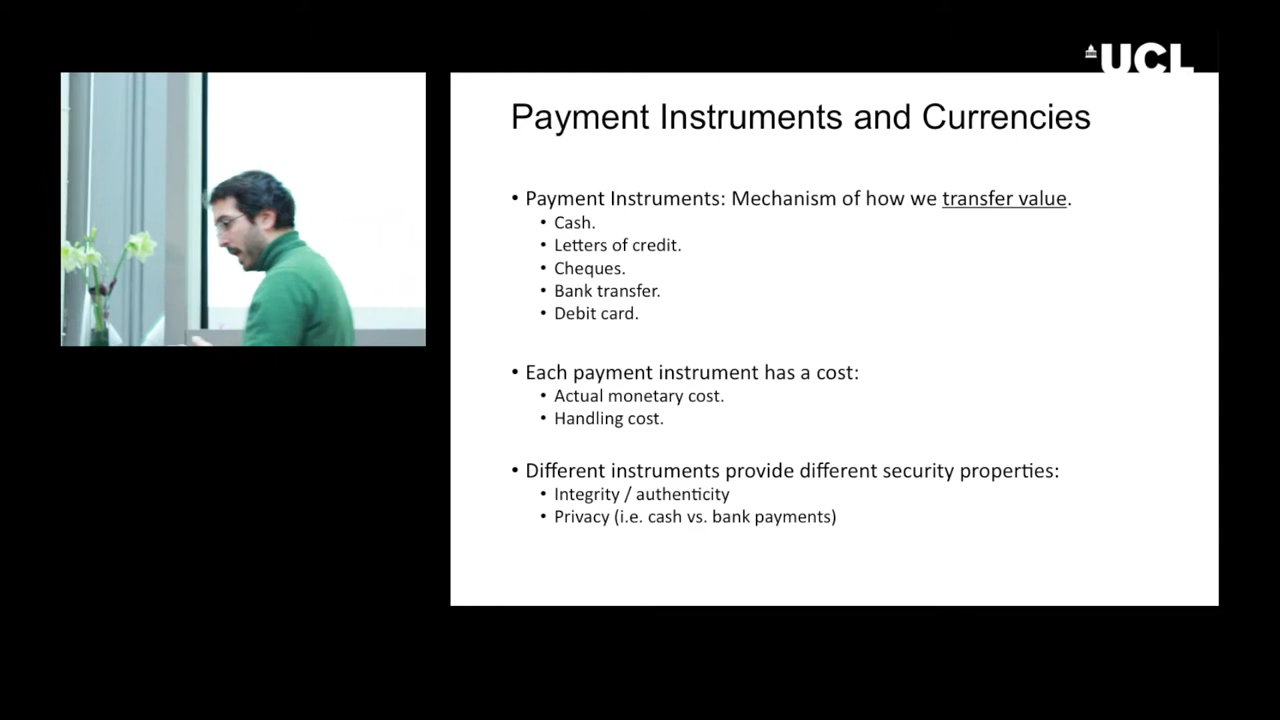 UCL
Payment Instruments and Currencies
• Payment Instruments: Mechanism of how we transfer value.
• Cash.
• Letters of credit.
• Cheques.
• Bank transfer.
• Debit card.
• Each payment instrument has a cost:
• Actual monetary cost.
• Handling cost.
• Different instruments provide different security properties:
• Integrity / authenticity
• Privacy (i.e. cash vs. bank payments)